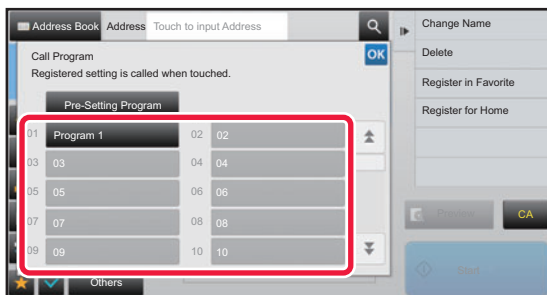 Address Book Address Touch to input Address
Change Name
Call Program
OK
Delete
Registered setting is called when touched.
Register in Favorite
Pre-Setting Program
Register for Home
01 Program 1 02 02
03 03 04 04
05 05 06 06
07 07 08 08
Preview CA
09 09 10 10
Start
Others